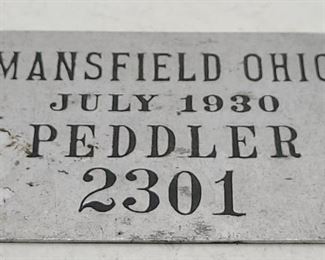 MANSFIELD OHIO
JULY 1930
PEDDLER
2301